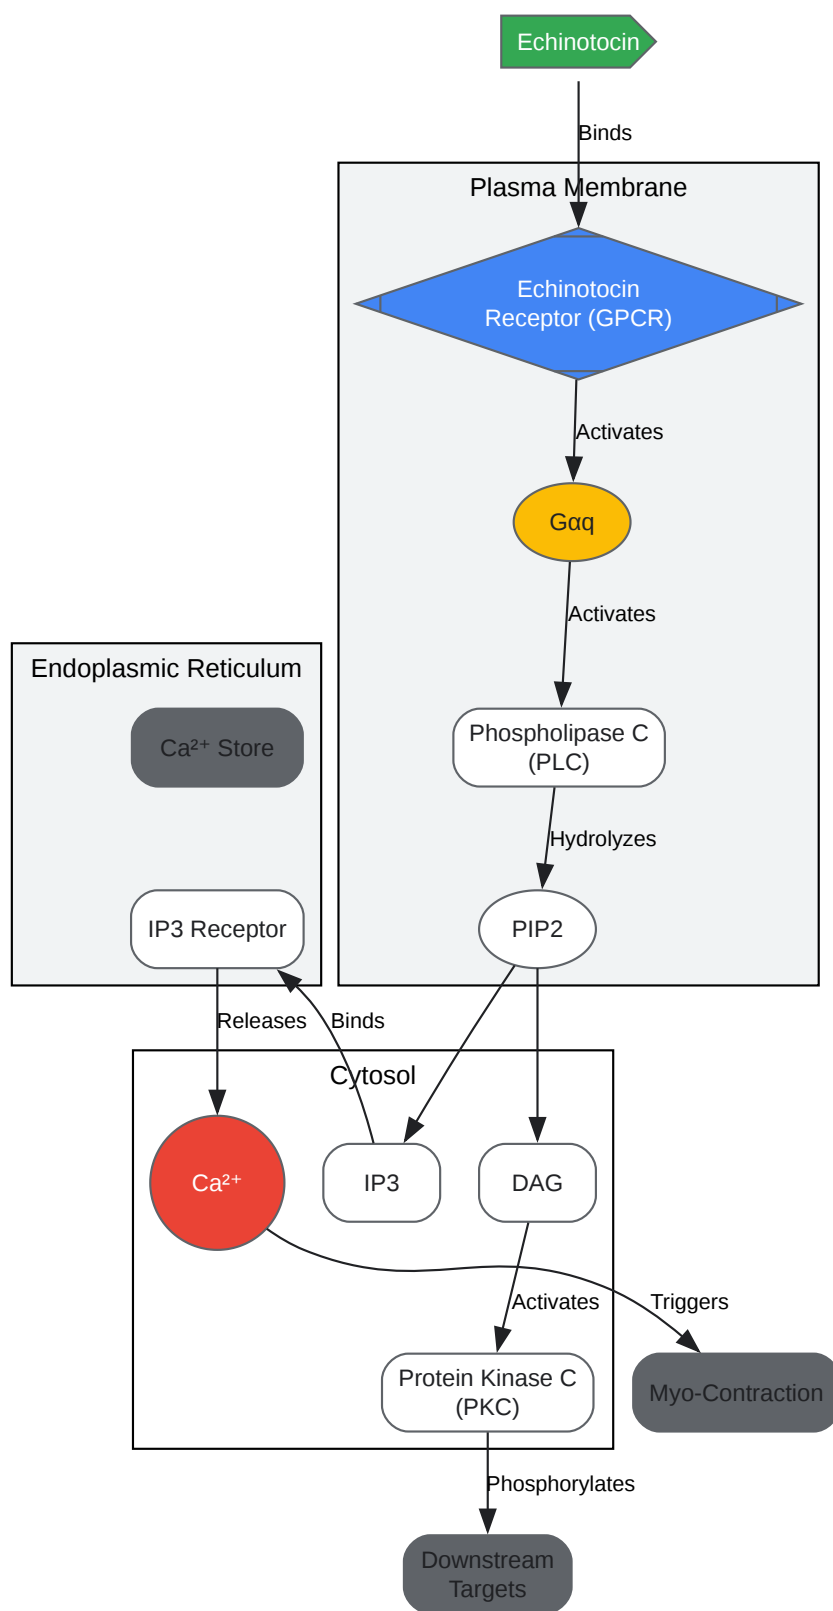 Echinotocin
Binds
Plasma Membrane
Echinotocin
Receptor (GPCR)
Activates
Gαq
Activates
Endoplasmic Reticulum
Ca²⁺ Store
Phospholipase C
(PLC)
Hydrolyzes
IP3 Receptor
PIP2
Releases
Binds
Cytosol
Ca²⁺
IP3
DAG
Activates
Triggers
Protein Kinase C
(PKC)
Myo-Contraction
Phosphorylates
Downstream
Targets